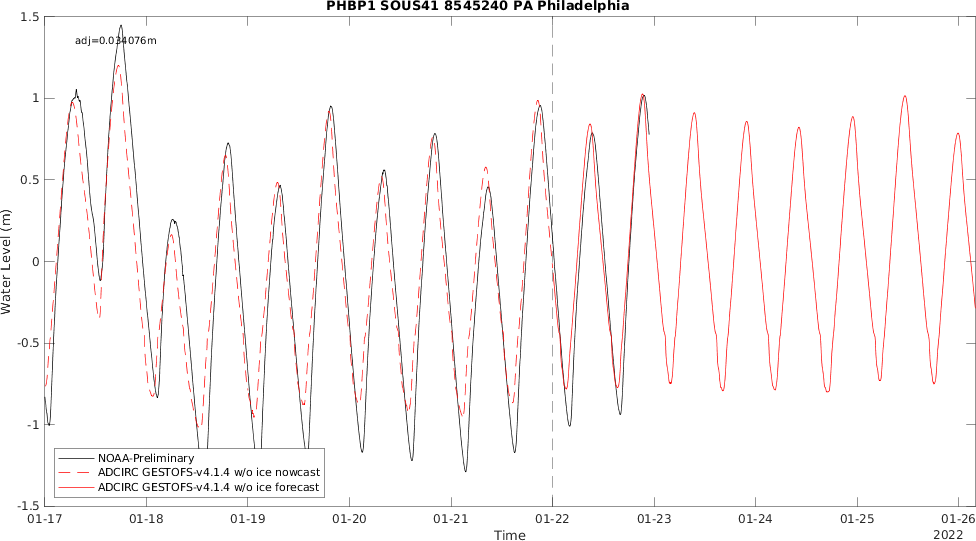 PHBP1 SOUS41 8545240 PA Philadelphia
adj=0.034076m
1.5
1
0.5
0
-0.5
-1
-1.5
Water Level (m)
NOAA-Preliminary
ADCIRC GESTOFS-v4.1.4 w/o ice nowcast
ADCIRC GESTOFS-v4.1.4 w/o ice forecast
01-17 01-18 01-19 01-20 01-21 01-22 01-23 01-24 01-25 01-26
Time
2022